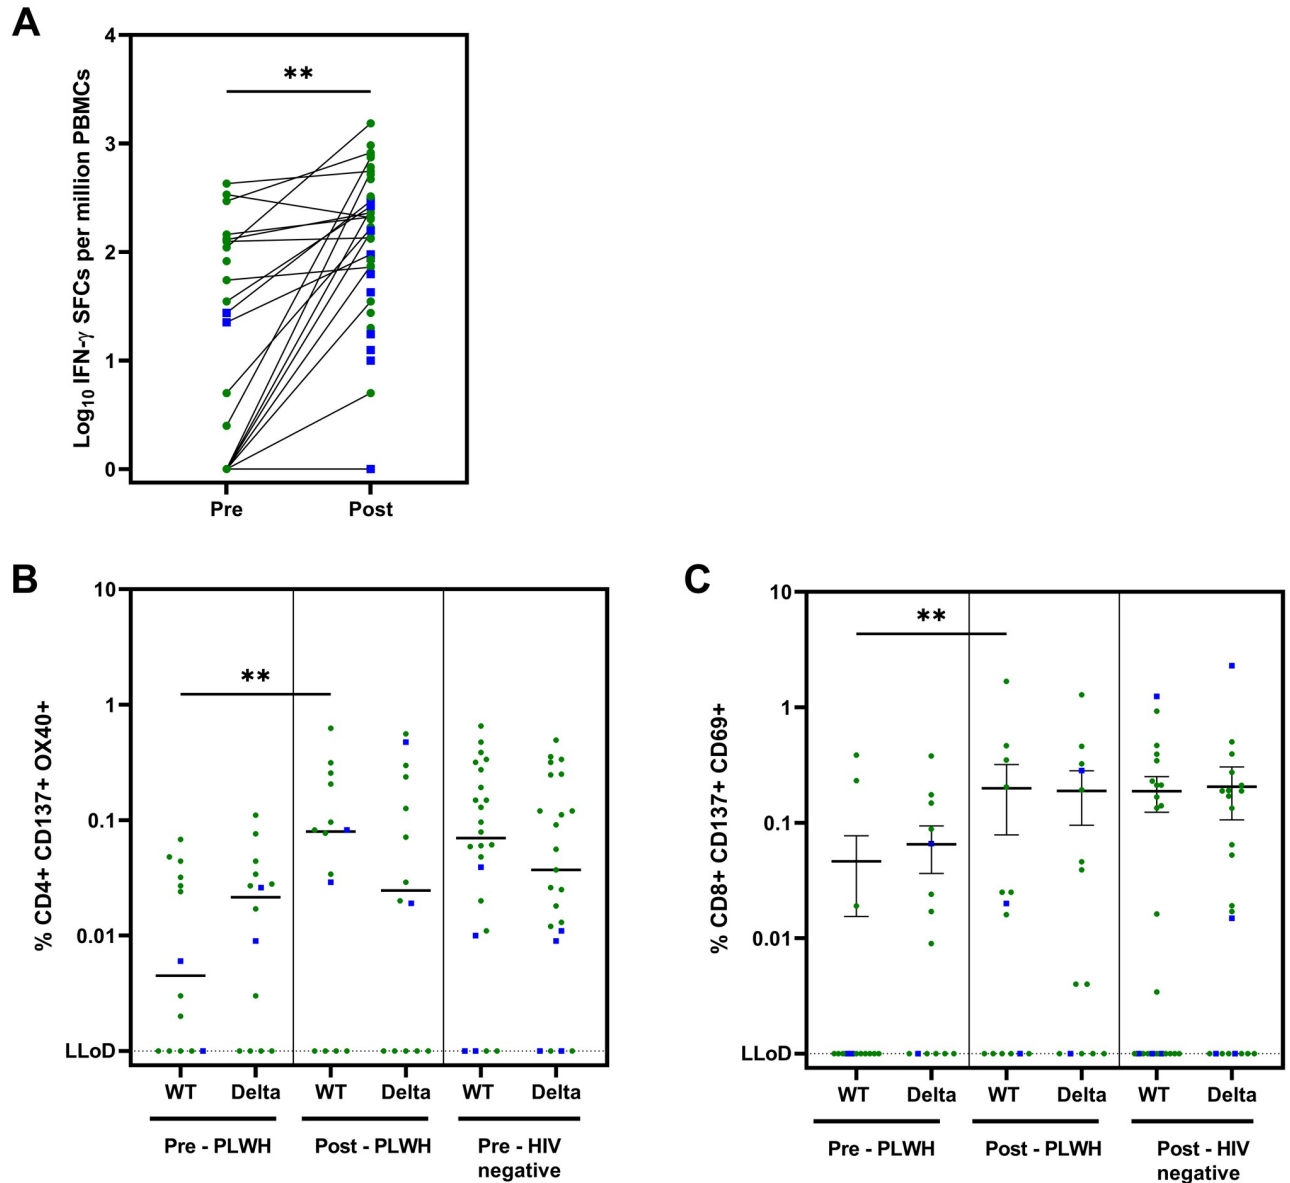 A
4
3
2
1
0
Log10 IFN-γ SFCs per million PBMCs
**
Pre
Post
B
10
1
0.1
0.01
LLoD
% CD4+ CD137+ OX40+
**
WT
Delta
WT
Delta
WT
Delta
Pre - PLWH
Post - PLWH
Pre - HIV
negative
C
10
1
0.1
0.01
LLoD
% CD8+ CD137+ CD69+
**
WT
Delta
WT
Delta
WT
Delta
Pre - PLWH
Post - PLWH
Post - HIV
negative